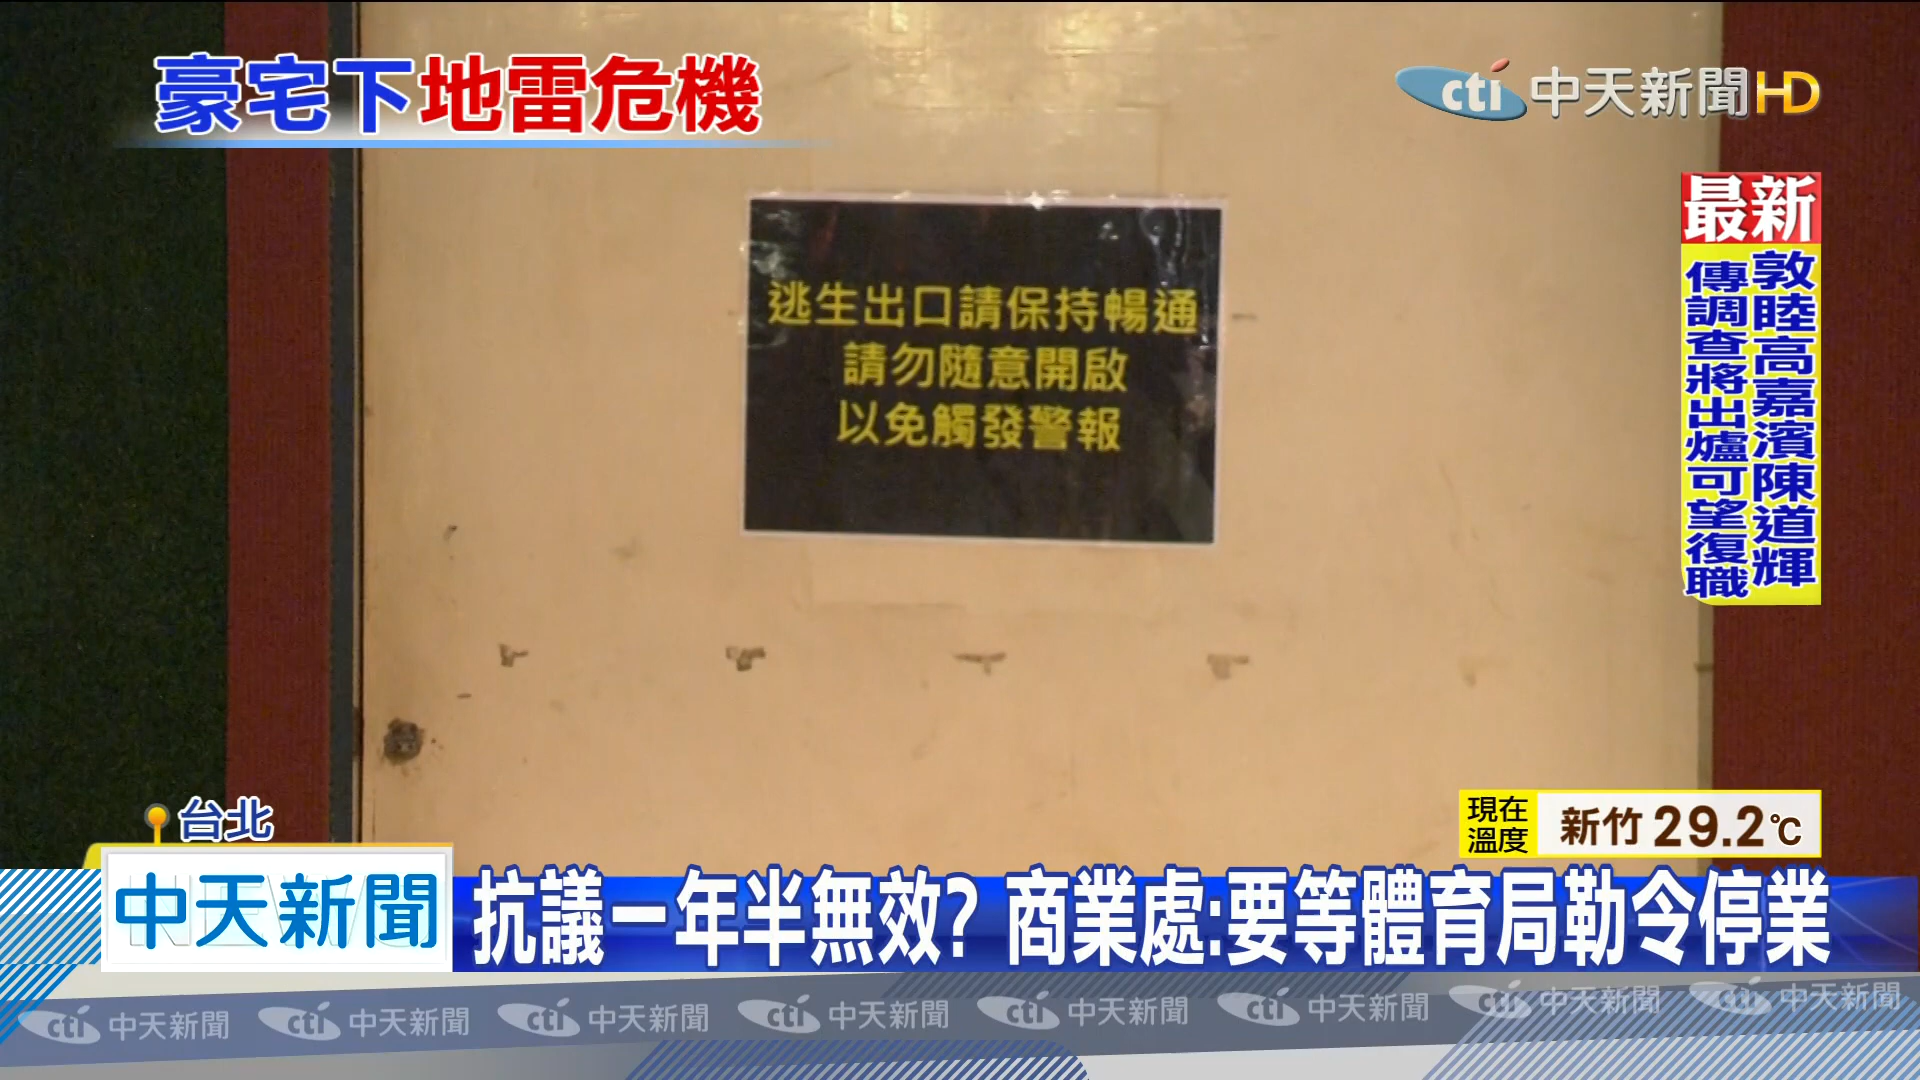 豪宅下地雷危機
cti 中天新聞HD
最新
敦睦高嘉濱陳道輝
傳調查將出爐可望復職
逃生出口請保持暢通
請勿隨意開啟
以免觸發警報
現在溫度
新竹 29.2℃
台北
中天新聞
抗議一年半無效? 商業處:要等體育局勒令停業
cti 中天新聞 cti 中天新聞 cti 中天新聞 cti 中天新聞 cti 中天新聞 cti 中天新聞 cti 中天新聞 cti 中天新聞